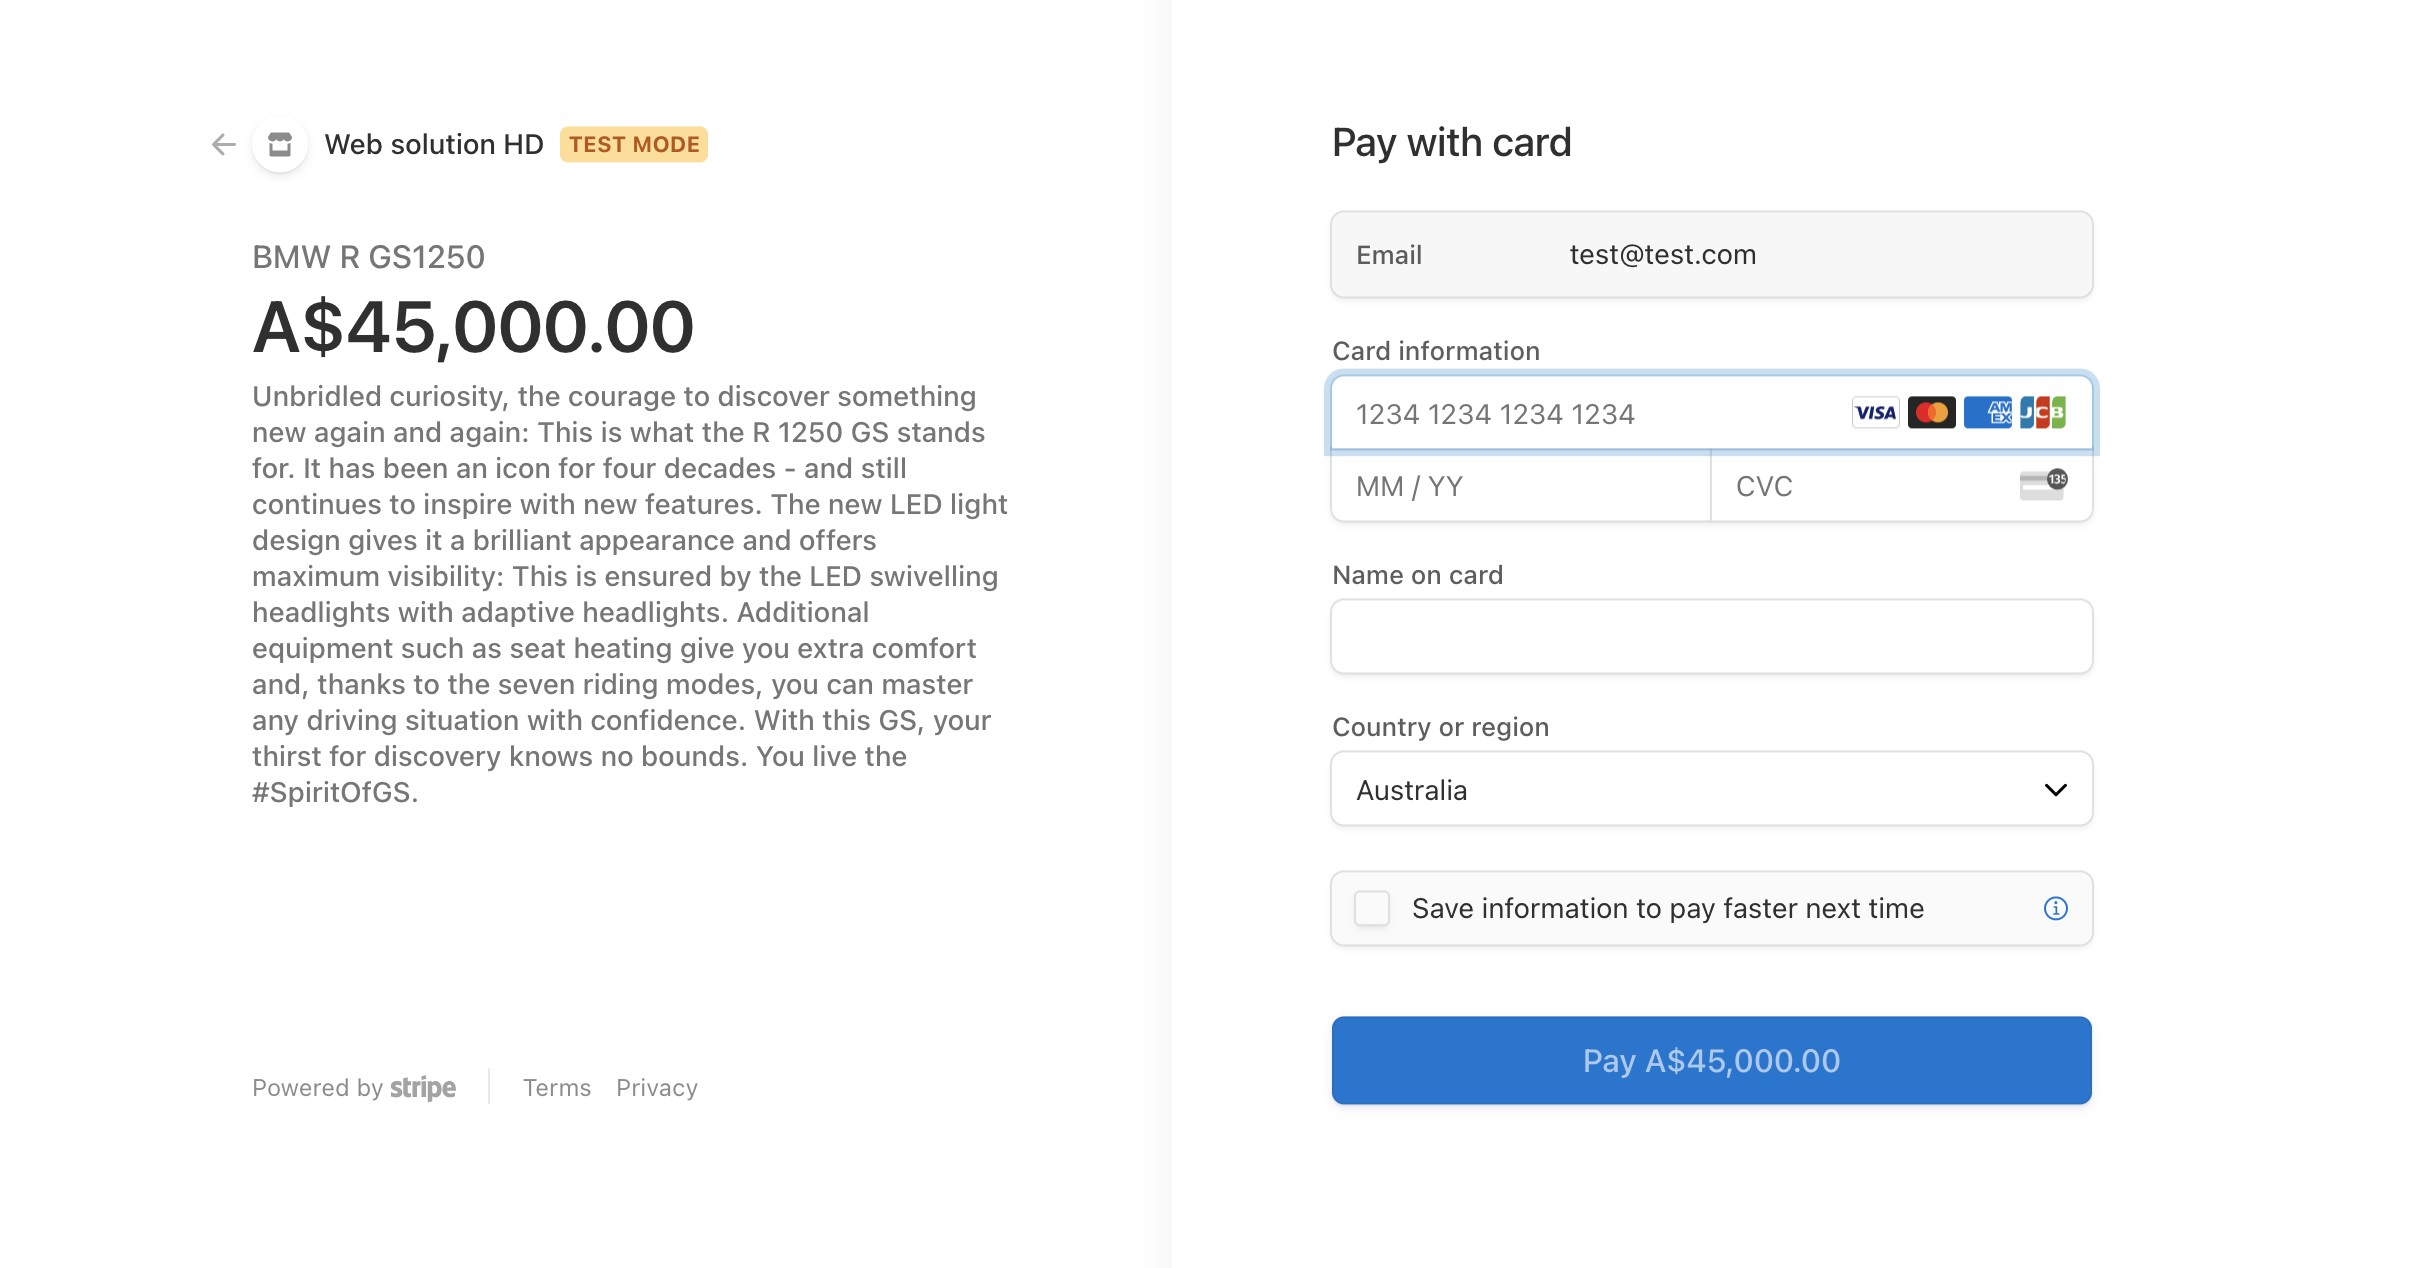 Web solution HD TEST MODE
BMW R GS1250
A$45,000.00
Unbridled curiosity, the courage to discover something
new again and again: This is what the R 1250 GS stands
for. It has been an icon for four decades - and still
continues to inspire with new features. The new LED light
design gives it a brilliant appearance and offers
maximum visibility: This is ensured by the LED swivelling
headlights with adaptive headlights. Additional
equipment such as seat heating give you extra comfort
and, thanks to the seven riding modes, you can master
any driving situation with confidence. With this GS, your
thirst for discovery knows no bounds. You live the
#SpiritOfGS.
Powered by stripe
Terms Privacy
Pay with card
Email test@test.com
Card information
1234 1234 1234 1234 VISA AMEX JCB
MM / YY CVC 135
Name on card
Country or region
Australia
Save information to pay faster next time
Pay A$45,000.00